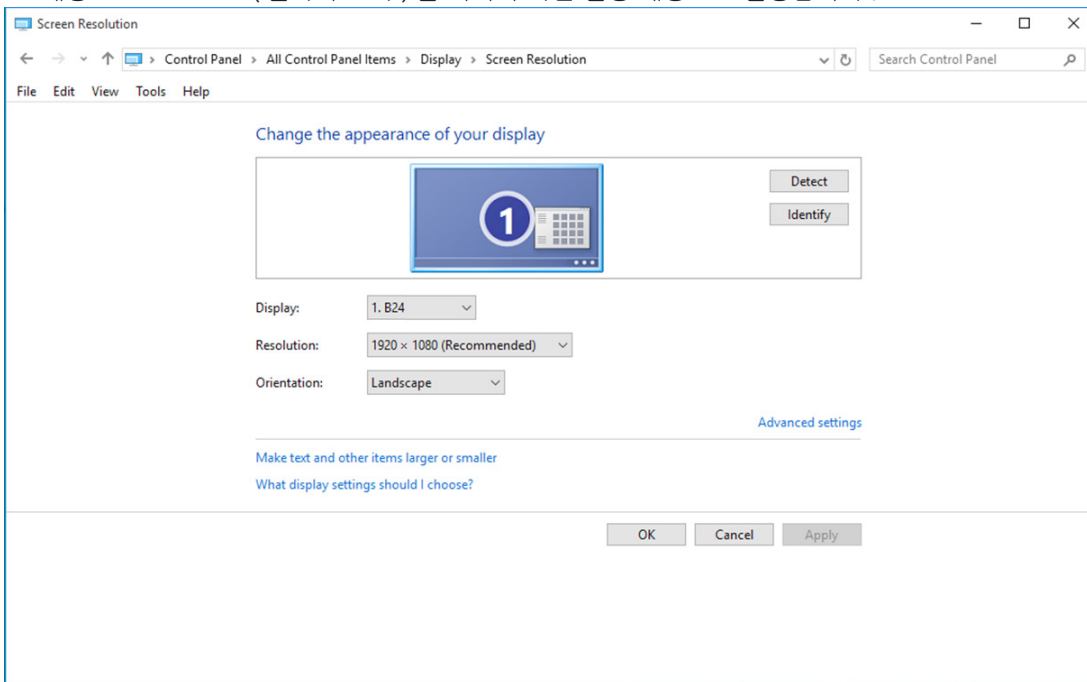 Screen Resolution
Control Panel > All Control Panel Items > Display > Screen Resolution
Search Control Panel
File Edit View Tools Help
Change the appearance of your display
1
Detect
Identify
Display: 1. B24
Resolution: 1920 × 1080 (Recommended)
Orientation: Landscape
Advanced settings
Make text and other items larger or smaller
What display settings should I choose?
OK Cancel Apply